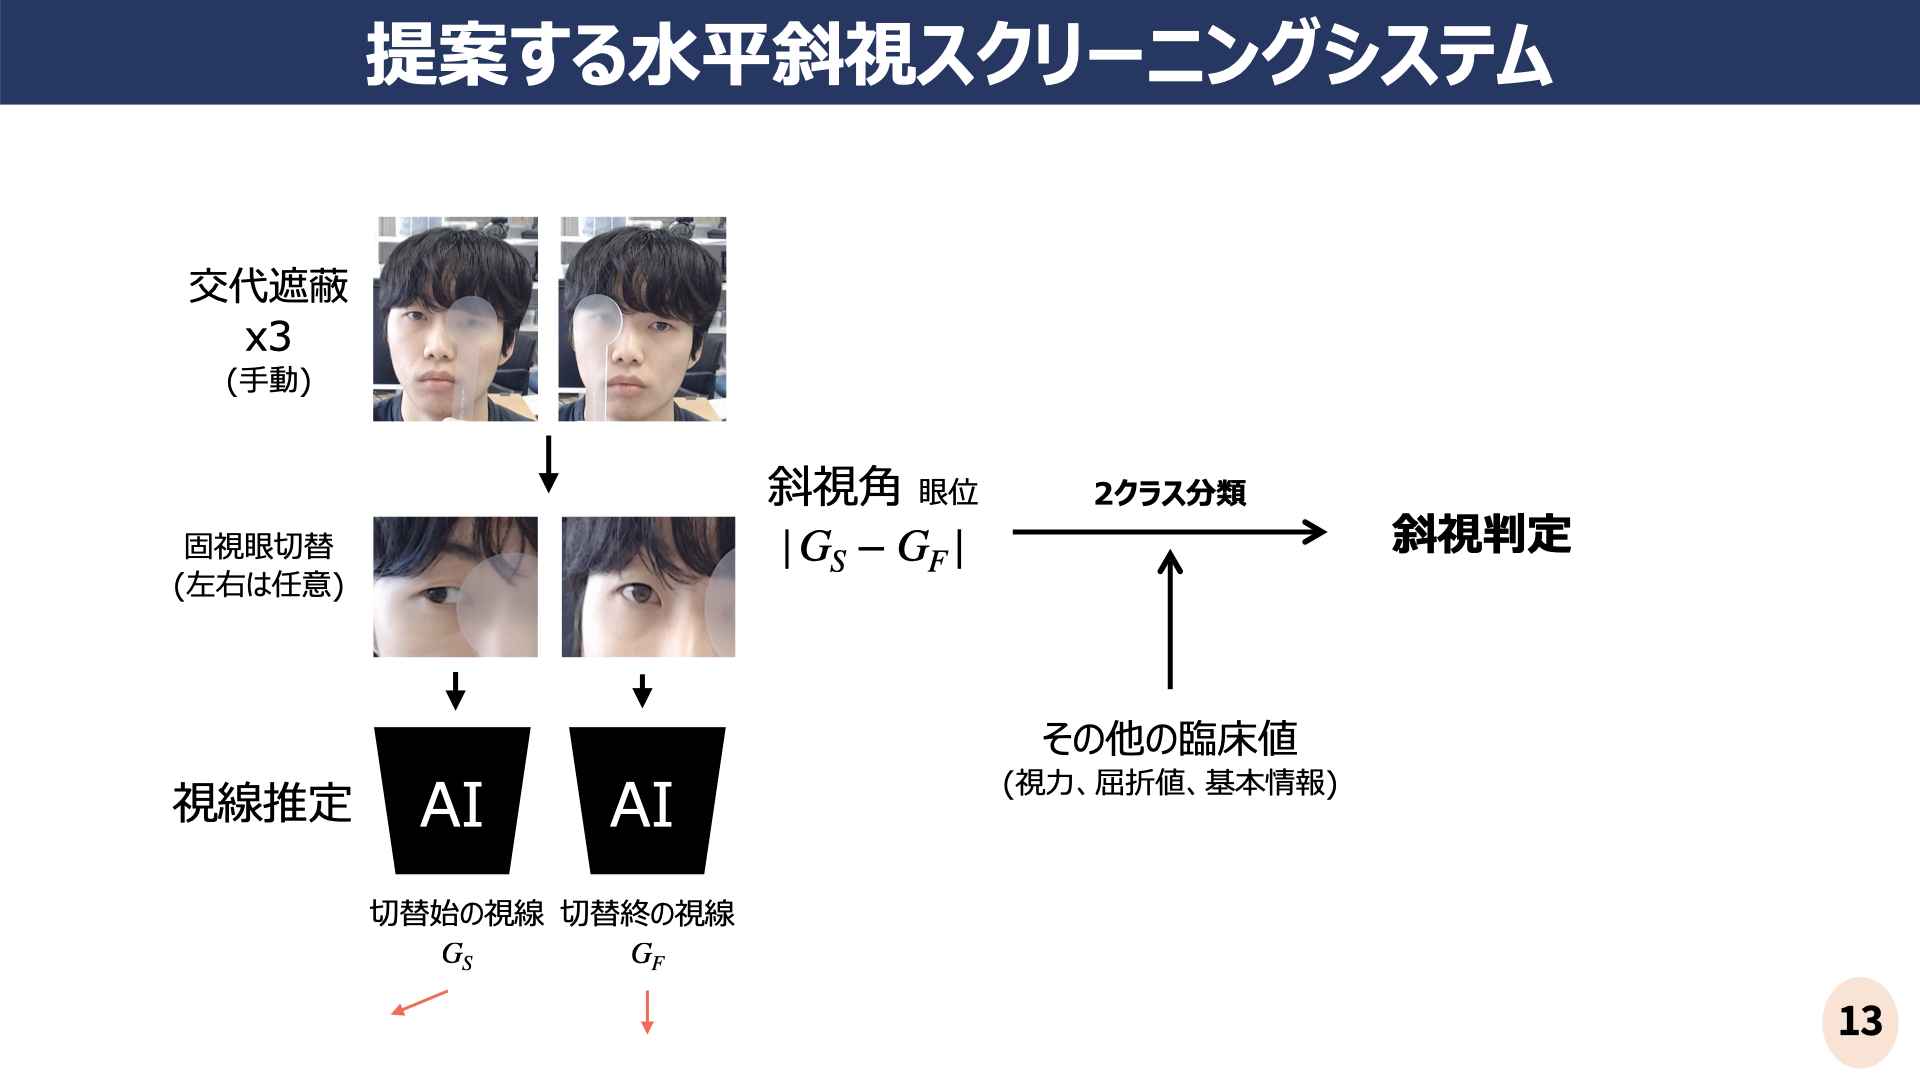 提案する水平斜視スクリーニングシステム
交代遮蔽
x3
(手動)
固視眼切替
(左右は任意)
斜視角 眼位
|G_S − G_F|
2クラス分類
斜視判定
その他の臨床値
(視力、屈折値、基本情報)
視線推定
AI
AI
切替始の視線
G_S
切替終の視線
G_F
13